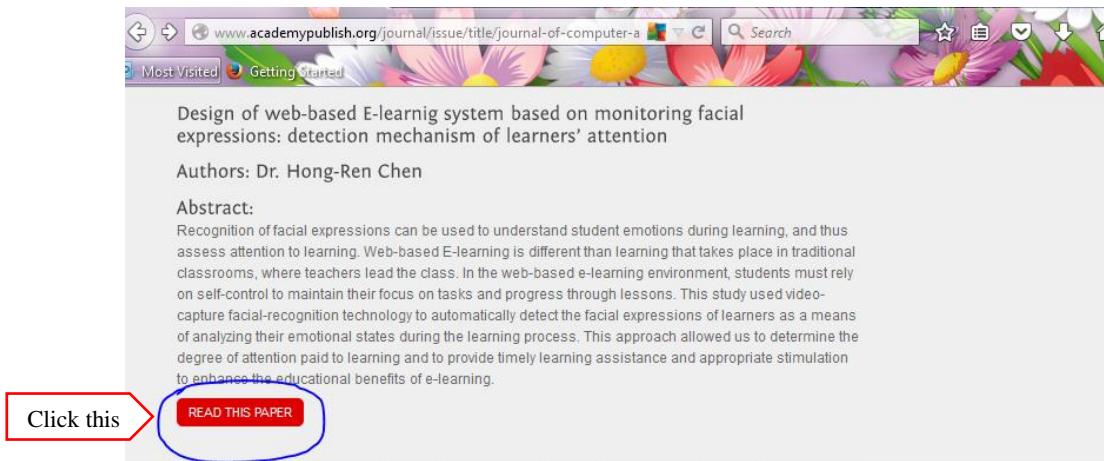 www.academypublish.org/journal/issue/title/journal-of-computer-a
Search
Most Visited Getting Started
Design of web-based E-learnig system based on monitoring facial
expressions: detection mechanism of learners' attention
Authors: Dr. Hong-Ren Chen
Abstract:
Recognition of facial expressions can be used to understand student emotions during learning, and thus
assess attention to learning. Web-based E-learning is different than learning that takes place in traditional
classrooms, where teachers lead the class. In the web-based e-learning environment, students must rely
on self-control to maintain their focus on tasks and progress through lessons. This study used video-
capture facial-recognition technology to automatically detect the facial expressions of learners as a means
of analyzing their emotional states during the learning process. This approach allowed us to determine the
degree of attention paid to learning and to provide timely learning assistance and appropriate stimulation
to enhance the educational benefits of e-learning.
Click this
READ THIS PAPER